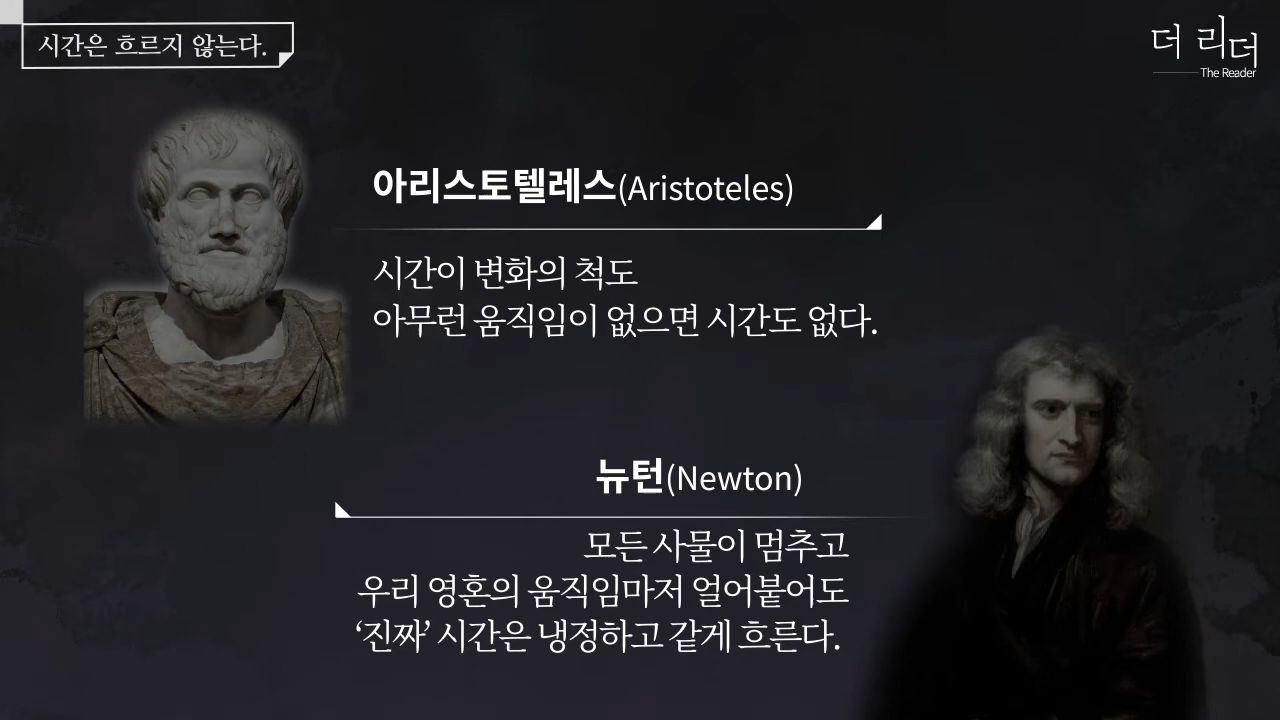 시간은 흐르지 않는다.
더 리더
The Reader
아리스토텔레스(Aristoteles)
시간이 변화의 척도
아무런 움직임이 없으면 시간도 없다.
뉴턴(Newton)
모든 사물이 멈추고
우리 영혼의 움직임마저 얼어붙어도
‘진짜’ 시간은 냉정하고 같게 흐른다.